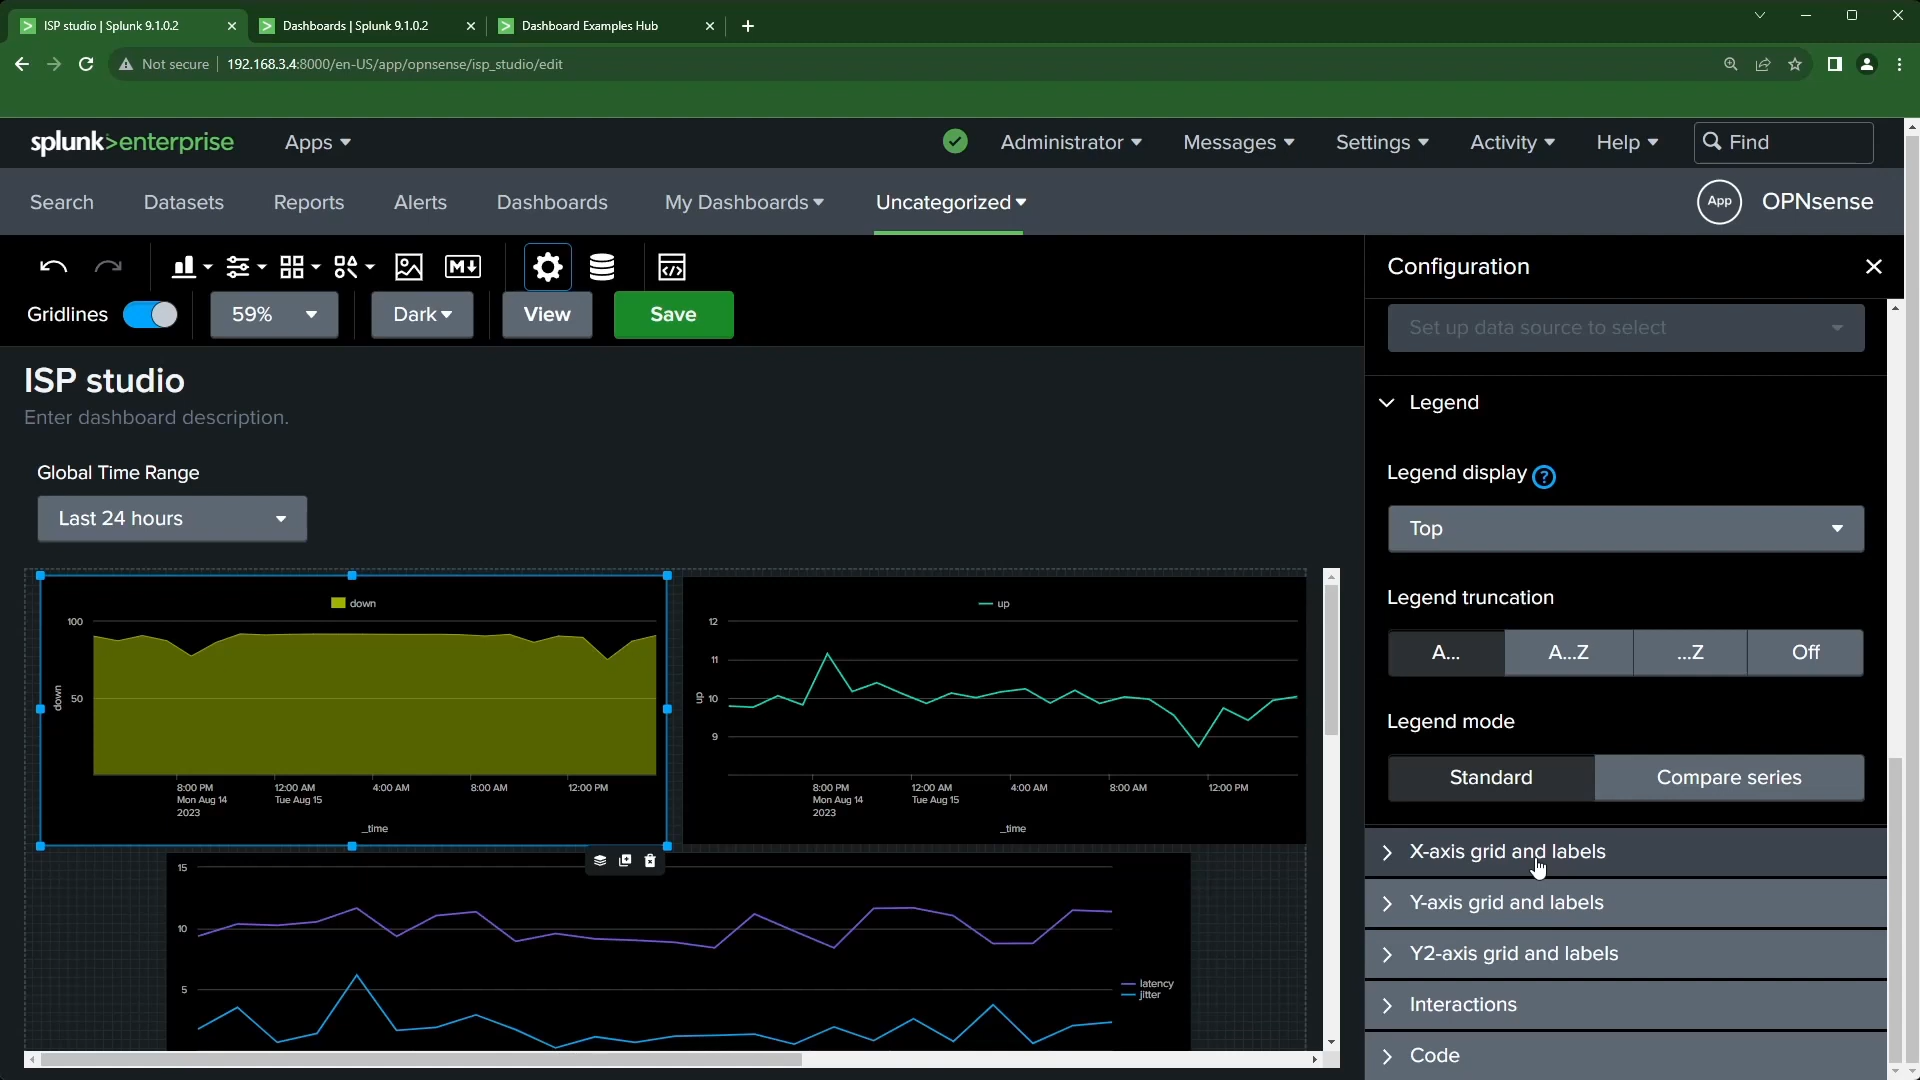 ISP studio | Splunk 9.1.0.2
Dashboards | Splunk 9.1.0.2
Dashboard Examples Hub
Not secure
192.168.3.4:8000/en-US/app/opnsense/isp_studio/edit
splunk>enterprise
Apps
Administrator
Messages
Settings
Activity
Help
Find
Search
Datasets
Reports
Alerts
Dashboards
My Dashboards
Uncategorized
App
OPNsense
M
Gridlines
59%
Dark
View
Save
ISP studio
Enter dashboard description.
Global Time Range
Last 24 hours
down
100
50
down
8:00 PM
Mon Aug 14
2023
12:00 AM
Tue Aug 15
4:00 AM
8:00 AM
12:00 PM
_time
up
12
11
10
9
up
8:00 PM
Mon Aug 14
2023
12:00 AM
Tue Aug 15
4:00 AM
8:00 AM
12:00 PM
_time
15
10
5
latency
jitter
Configuration
Set up data source to select
Legend
Legend display
?
Top
Legend truncation
A...
A...Z
...Z
Off
Legend mode
Standard
Compare series
X-axis grid and labels
Y-axis grid and labels
Y2-axis grid and labels
Interactions
Code